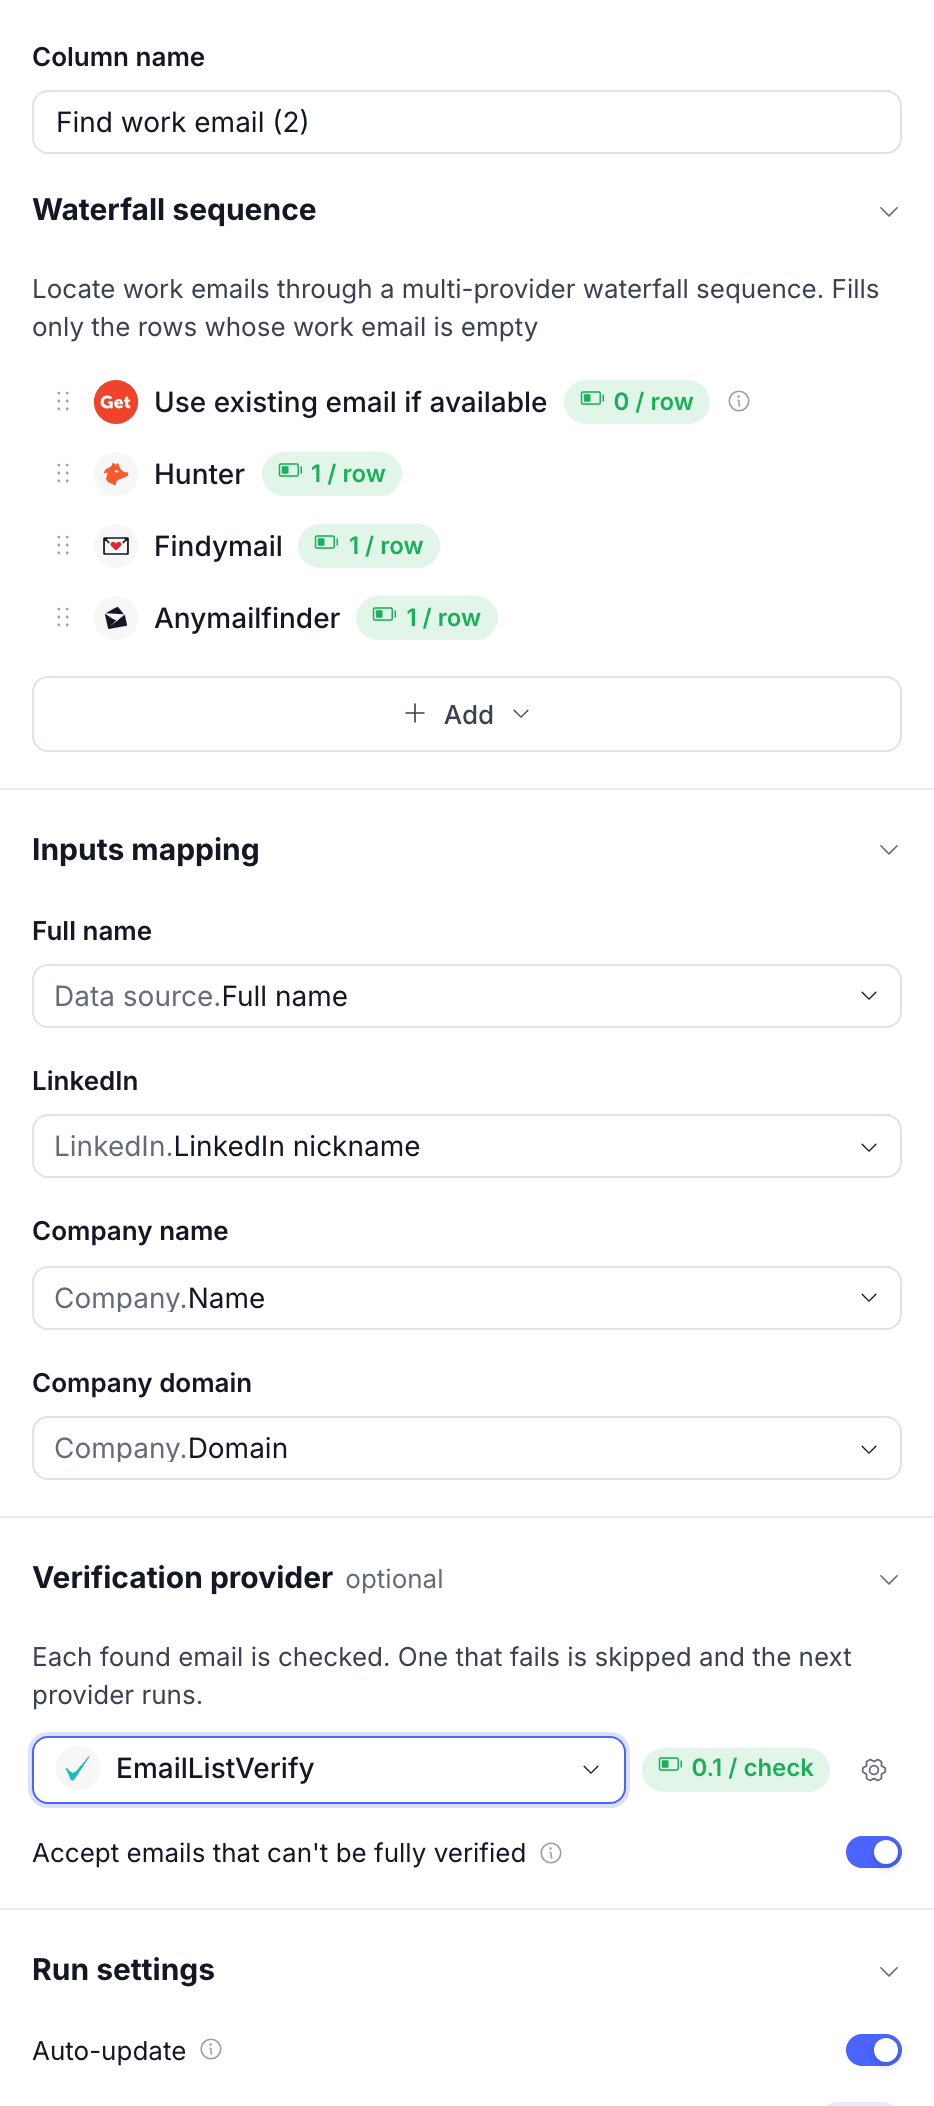 Column name
Find work email (2)
Waterfall sequence
Locate work emails through a multi-provider waterfall sequence. Fills
only the rows whose work email is empty
Get Use existing email if available 0 / row
Hunter 1 / row
Findymail 1 / row
Anymailfinder 1 / row
Add
Inputs mapping
Full name
Data source.Full name
LinkedIn
LinkedIn.LinkedIn nickname
Company name
Company.Name
Company domain
Company.Domain
Verification provider optional
Each found email is checked. One that fails is skipped and the next
provider runs.
EmailListVerify 0.1 / check
Accept emails that can't be fully verified
Run settings
Auto-update